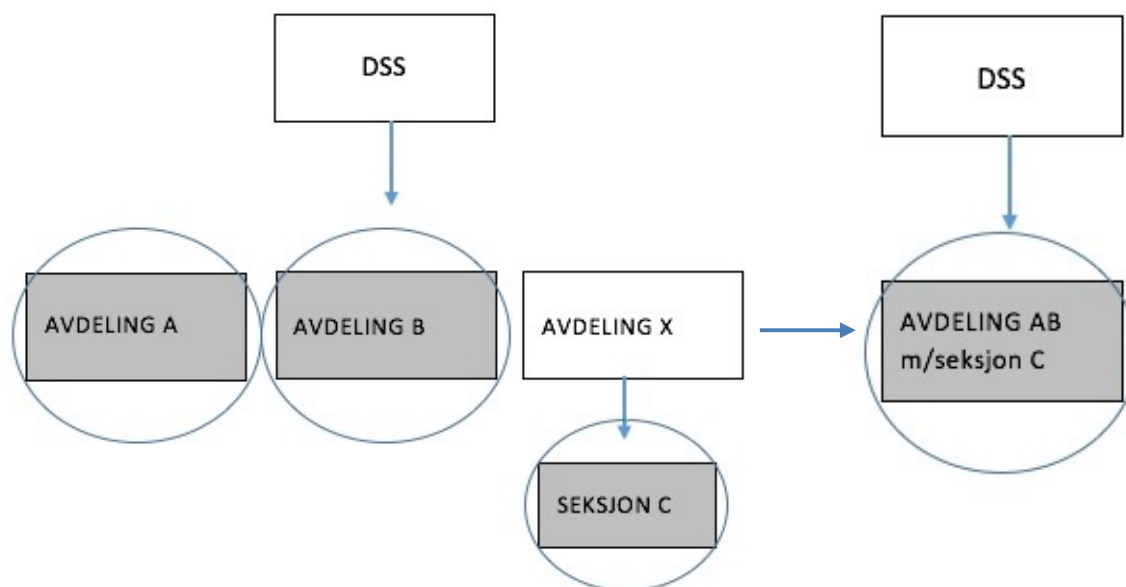 DSS
DSS
AVDELING A
AVDELING B
AVDELING X
AVDELING AB
m/seksjon C
SEKSJON C